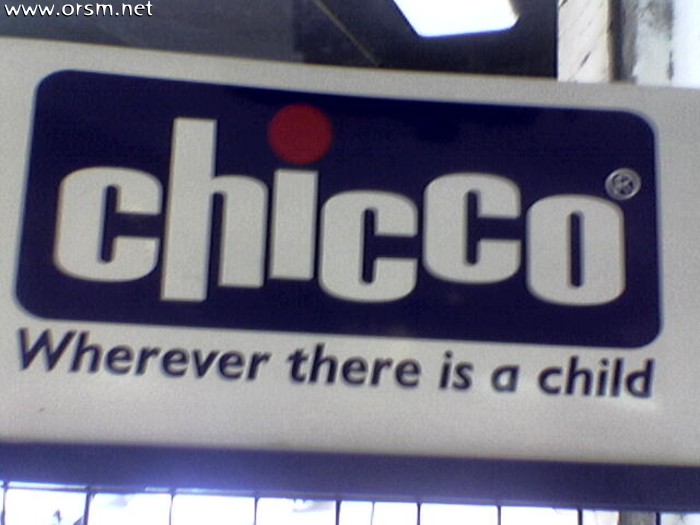 www.orsm.net
chicco®
Wherever there is a child